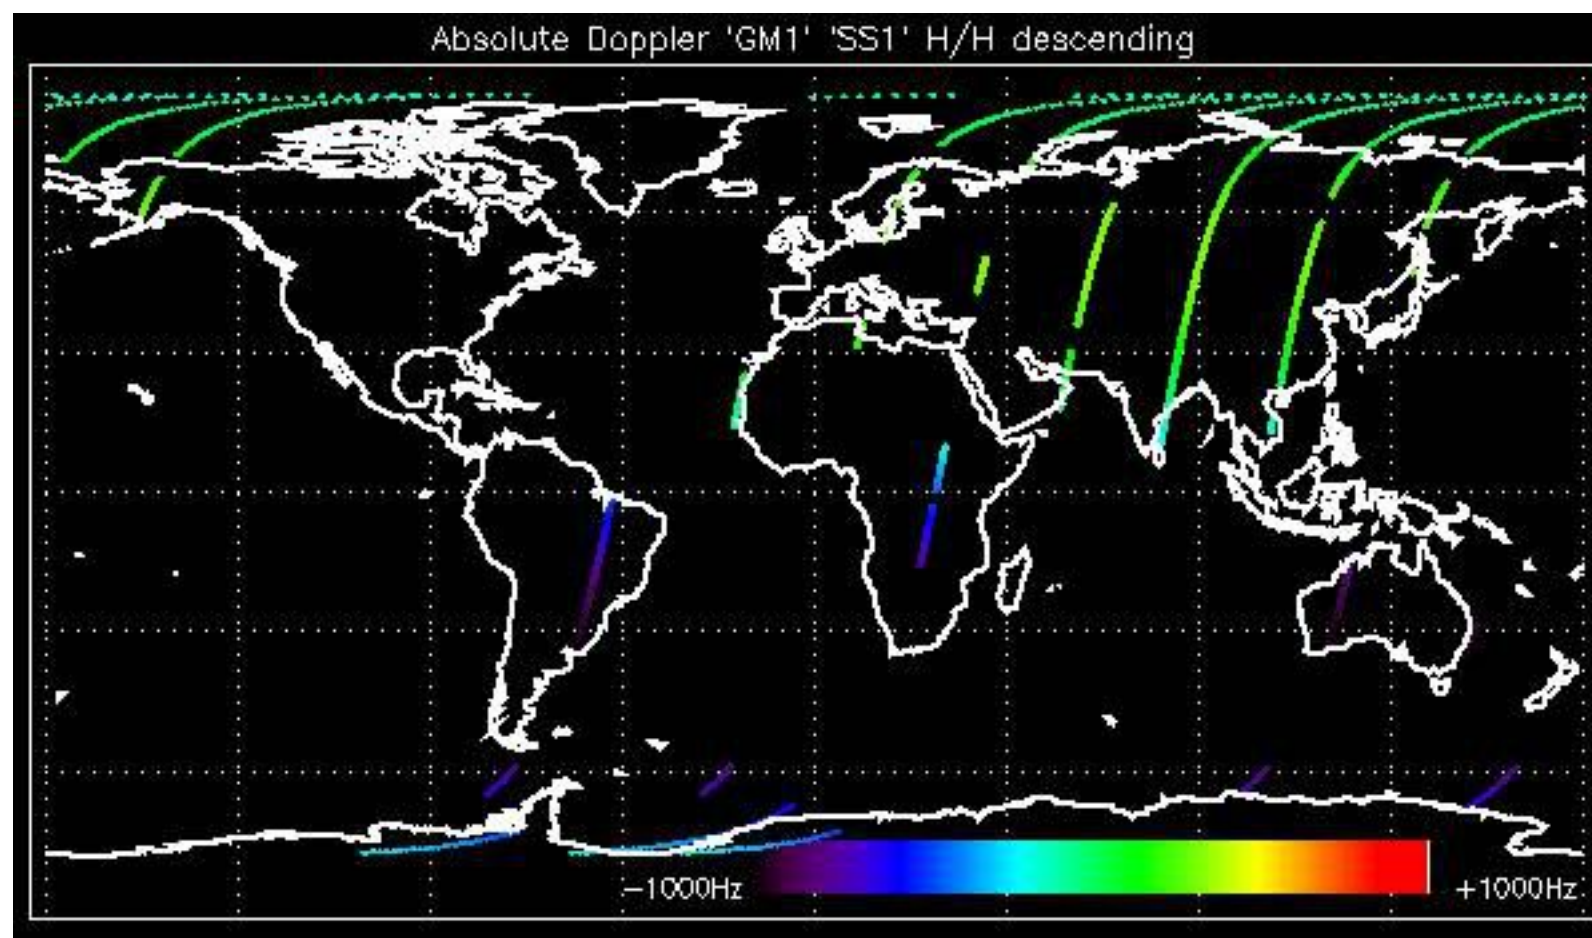 Absolute Doppler 'GM1' 'SS1' H/H descending
-1000Hz +1000Hz